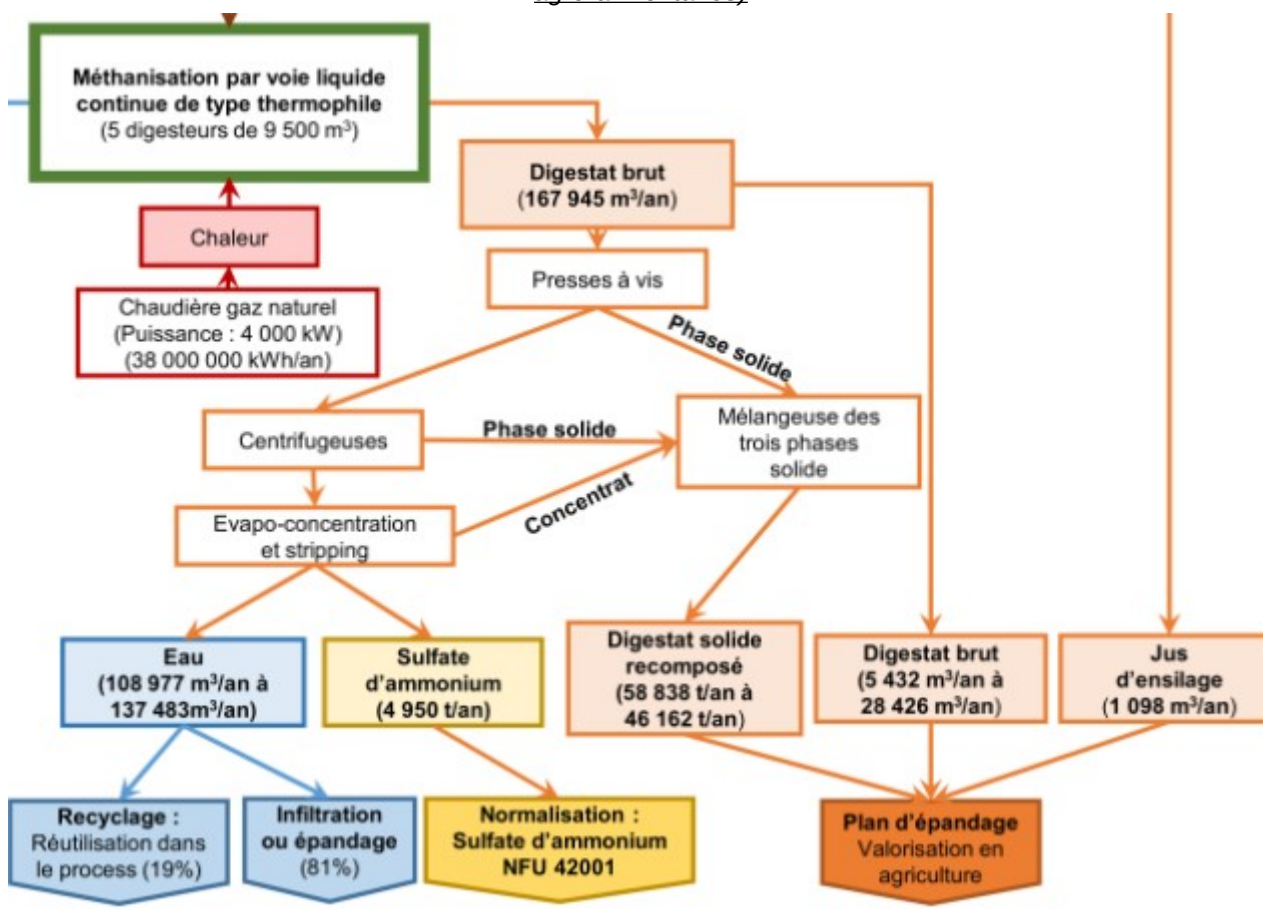 Méthanisation par voie liquide
continue de type thermophile
(5 digesteurs de 9 500 m³)
Digestat brut
(167 945 m³/an)
Chaleur
Presses à vis
Chaudière gaz naturel
(Puissance : 4 000 kW)
(38 000 000 kWh/an)
Phase solide
Centrifugeuses
Phase solide
Mélangeuse des
trois phases
solide
Concentrat
Evapo-concentration
et stripping
Eau
(108 977 m³/an à
137 483m³/an)
Sulfate
d'ammonium
(4 950 t/an)
Digestat solide
recomposé
(58 838 t/an à
46 162 t/an)
Digestat brut
(5 432 m³/an à
28 426 m³/an)
Jus
d'ensilage
(1 098 m³/an)
Recyclage :
Réutilisation dans
le process (19%)
Infiltration
ou épandage
(81%)
Normalisation :
Sulfate d'ammonium
NFU 42001
Plan d'épandage
Valorisation en
agriculture